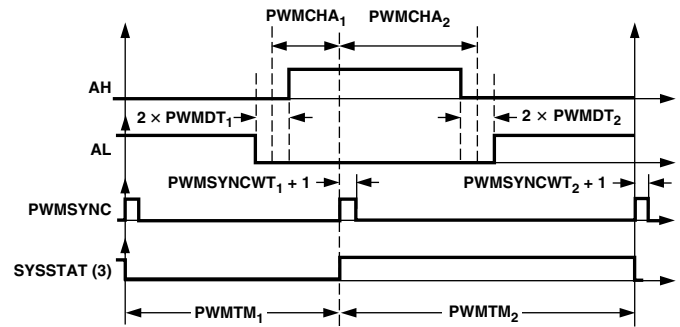 PWMCHA1 PWMCHA2
AH
2 × PWMDT1 2 × PWMDT2
AL
PWMSYNCWT1 + 1 PWMSYNCWT2 + 1
PWMSYNC
SYSSTAT (3)
PWMTM1 PWMTM2